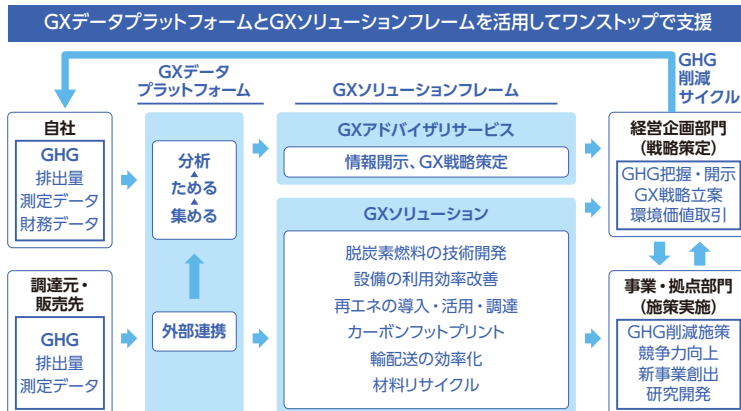 GXデータプラットフォームとGXソリューションフレームを活用してワンストップで支援
GHG
削減
サイクル
GXデータ
プラットフォーム
GXソリューションフレーム
自社
GHG
排出量
測定データ
財務データ
調達元・
販売先
GHG
排出量
測定データ
分析
ためる
集める
外部連携
GXアドバイザリサービス
情報開示、GX戦略策定
GXソリューション
脱炭素燃料の技術開発
設備の利用効率改善
再エネの導入・活用・調達
カーボンフットプリント
輸配送の効率化
材料リサイクル
経営企画部門
(戦略策定)
GHG把握・開示
GX戦略立案
環境価値取引
事業・拠点部門
(施策実施)
GHG削減施策
競争力向上
新事業創出
研究開発